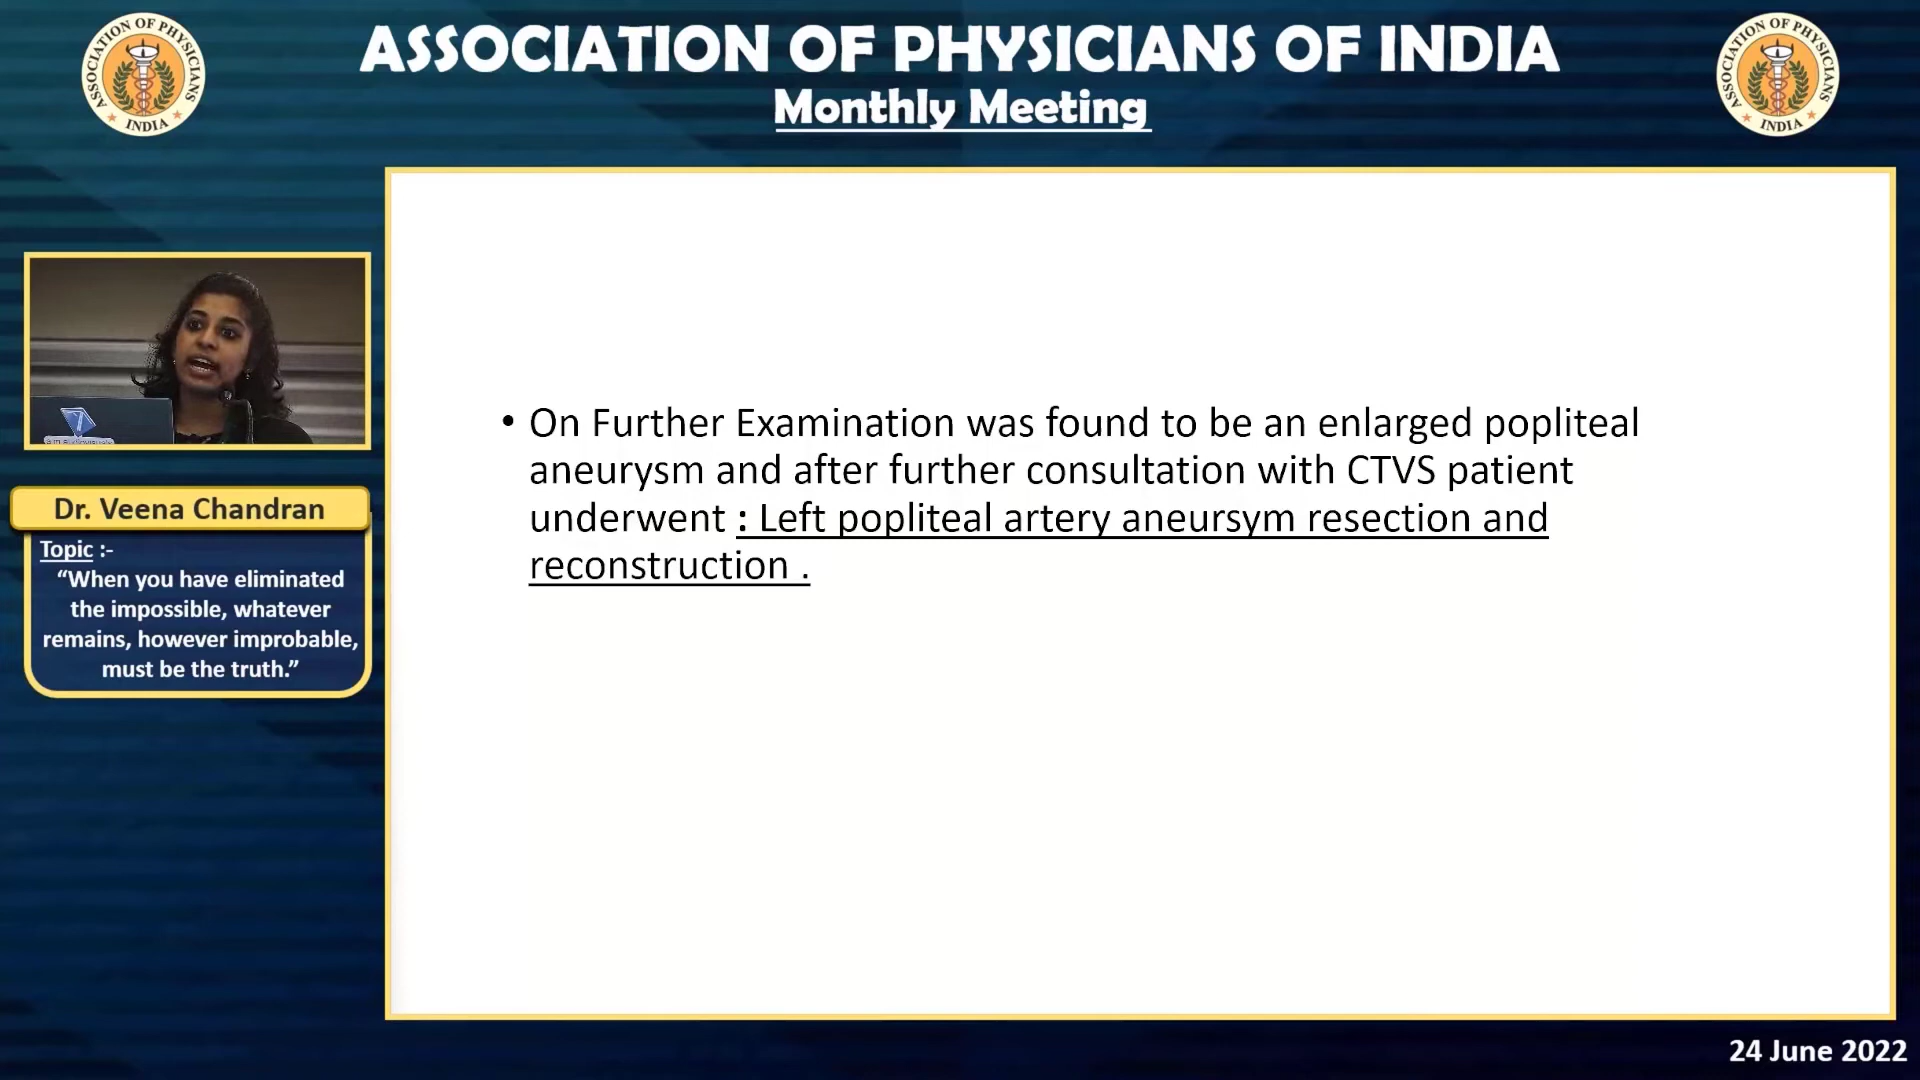 ASSOCIATION OF PHYSICIANS OF INDIA
Monthly Meeting
ASSOCIATION OF PHYSICIANS
INDIA
ASSOCIATION OF PHYSICIANS
INDIA
Dr. Veena Chandran
Topic :-
“When you have eliminated
the impossible, whatever
remains, however improbable,
must be the truth.”
• On Further Examination was found to be an enlarged popliteal
aneurysm and after further consultation with CTVS patient
underwent : Left popliteal artery aneursym resection and
reconstruction .
24 June 2022